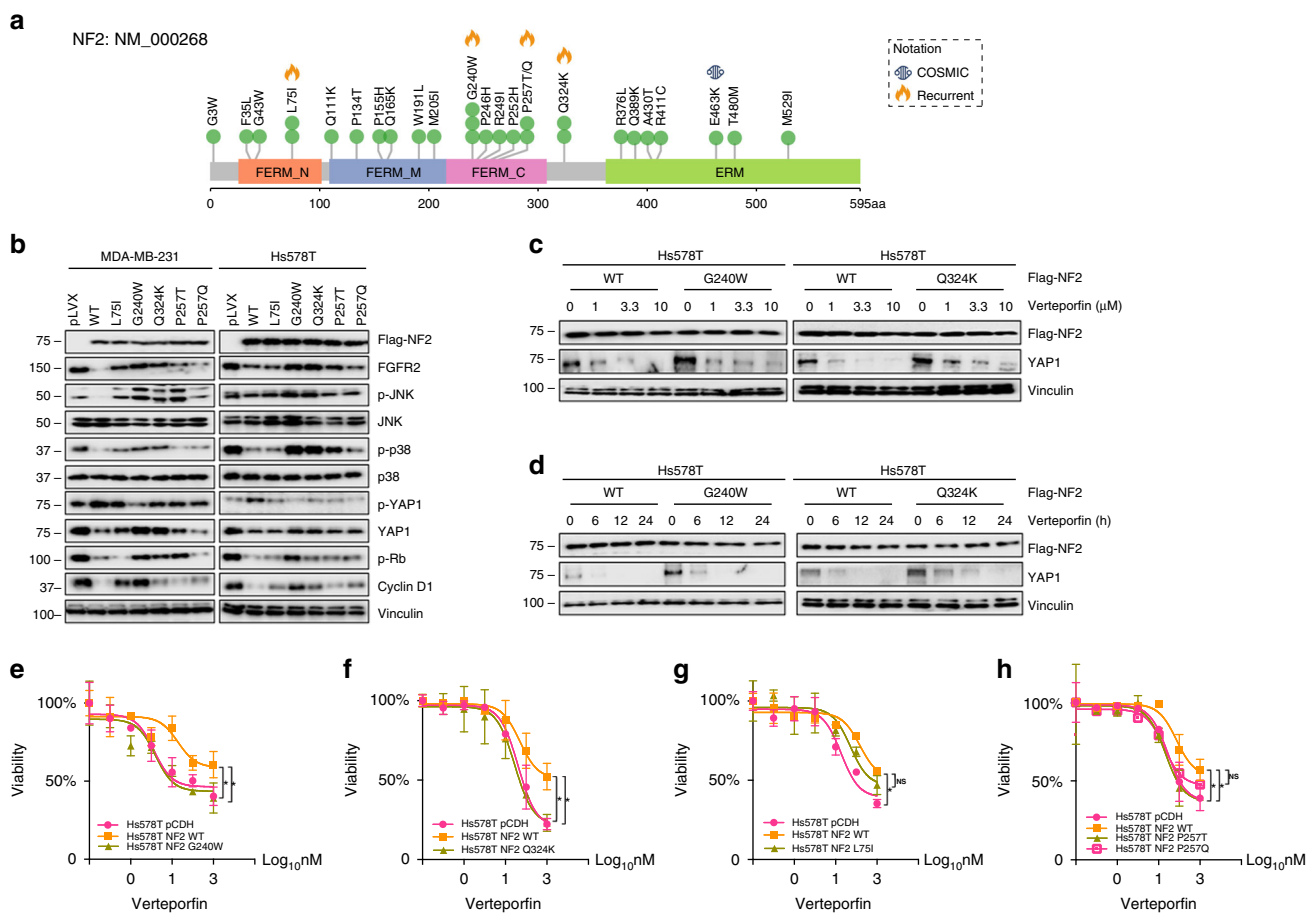 a
NF2: NM_000268
G3W
F35L
G43W
L75I
Q111K
P134T
P155H
Q165K
W191L
M205I
G240W
P246H
R249I
P252H
P257T/Q
Q324K
R376L
Q389K
A430T
R411C
E463K
T480M
M529I
Notation
COSMIC
Recurrent
FERM_N FERM_M FERM_C ERM
0 100 200 300 400 500 595aa
b
MDA-MB-231 Hs578T
pLVX WT L75I G240W Q324K P257T P257Q pLVX WT L75I G240W Q324K P257T P257Q
75 Flag-NF2
150 FGFR2
50 p-JNK
50 JNK
37 p-p38
37 p38
75 p-YAP1
75 YAP1
100 p-Rb
37 Cyclin D1
100 Vinculin
c
Hs578T Hs578T
WT G240W WT Q324K Flag-NF2
0 1 3.3 10 0 1 3.3 10 0 1 3.3 10 0 1 3.3 10 Verteporfin (μM)
75 Flag-NF2
75 YAP1
100 Vinculin
d
Hs578T Hs578T
WT G240W WT Q324K Flag-NF2
0 6 12 24 0 6 12 24 0 6 12 24 0 6 12 24 Verteporfin (h)
75 Flag-NF2
75 YAP1
100 Vinculin
e
100%
50%
0
Viability
* *
Hs578T pCDH
Hs578T NF2 WT
Hs578T NF2 G240W
0 1 3
Log10nM
Verteporfin
f
100%
50%
0
Viability
* *
Hs578T pCDH
Hs578T NF2 WT
Hs578T NF2 Q324K
0 1 3
Log10nM
Verteporfin
g
100%
50%
0
Viability
* NS
Hs578T pCDH
Hs578T NF2 WT
Hs578T NF2 L75I
0 1 3
Log10nM
Verteporfin
h
100%
50%
0
Viability
* * NS
Hs578T pCDH
Hs578T NF2 WT
Hs578T NF2 P257T
Hs578T NF2 P257Q
0 1 3
Log10nM
Verteporfin